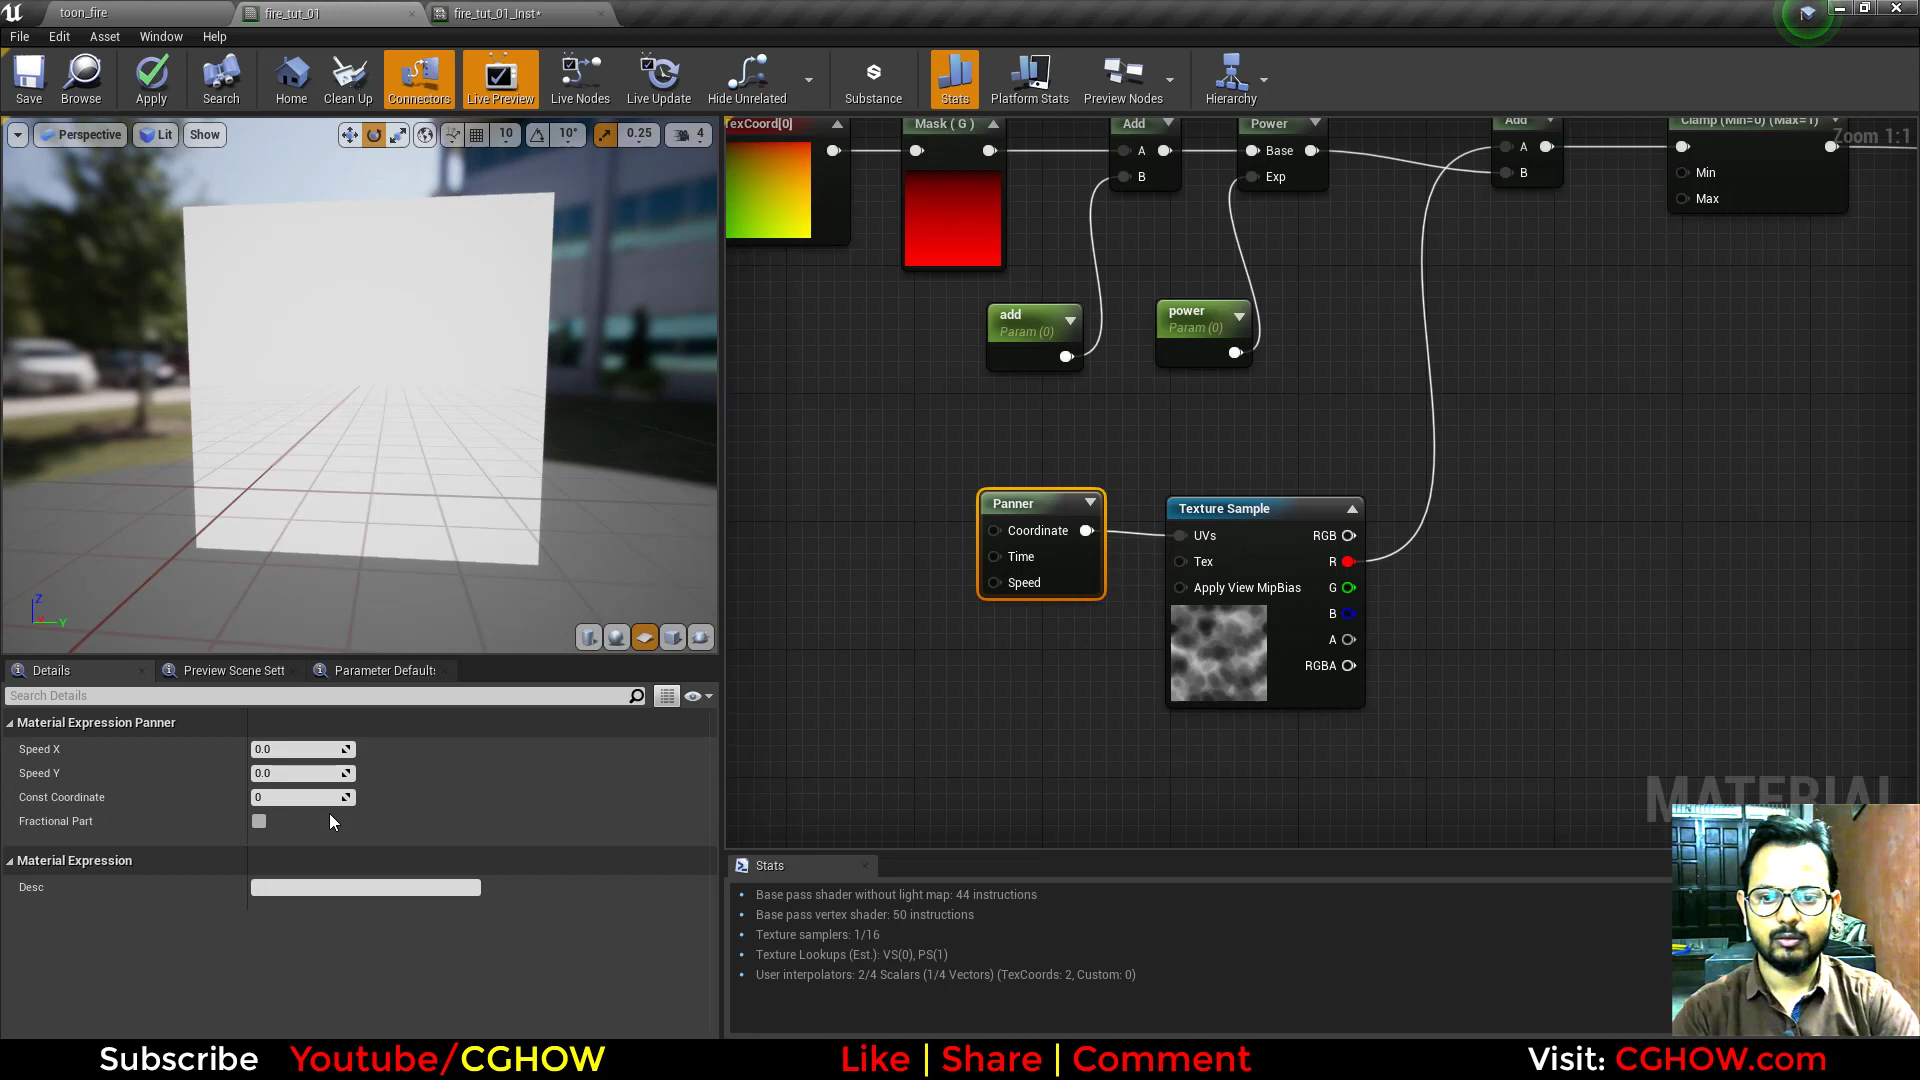 toon_fire
fire_tut_01
fire_tut_01_Inst*
File Edit Asset Window Help
Save Browse Apply Search Home Clean Up Connectors Live Preview Live Nodes Live Update Hide Unrelated Substance Stats Platform Stats Preview Nodes Hierarchy
Perspective Lit Show 10 10° 0.25 4
TexCoord[0] Mask ( G ) Add Power Add Clamp (Min=0) (Max=1)
Zoom 1:1
A Base A
B Exp B Min
Max
add
Param (0)
power
Param (0)
Panner
Coordinate
Time
Speed
Texture Sample
UVs RGB
Tex R
Apply View MipBias G
B
A
RGBA
MATERIAL
Z
Y
Details Preview Scene Sett Parameter Defaults
Search Details
Material Expression Panner
Speed X 0.0
Speed Y 0.0
Const Coordinate 0
Fractional Part
Material Expression
Desc
Stats
Base pass shader without light map: 44 instructions
Base pass vertex shader: 50 instructions
Texture samplers: 1/16
Texture Lookups (Est.): VS(0), PS(1)
User interpolators: 2/4 Scalars (1/4 Vectors) (TexCoords: 2, Custom: 0)
Subscribe Youtube/CGHOW Like | Share | Comment Visit: CGHOW.com